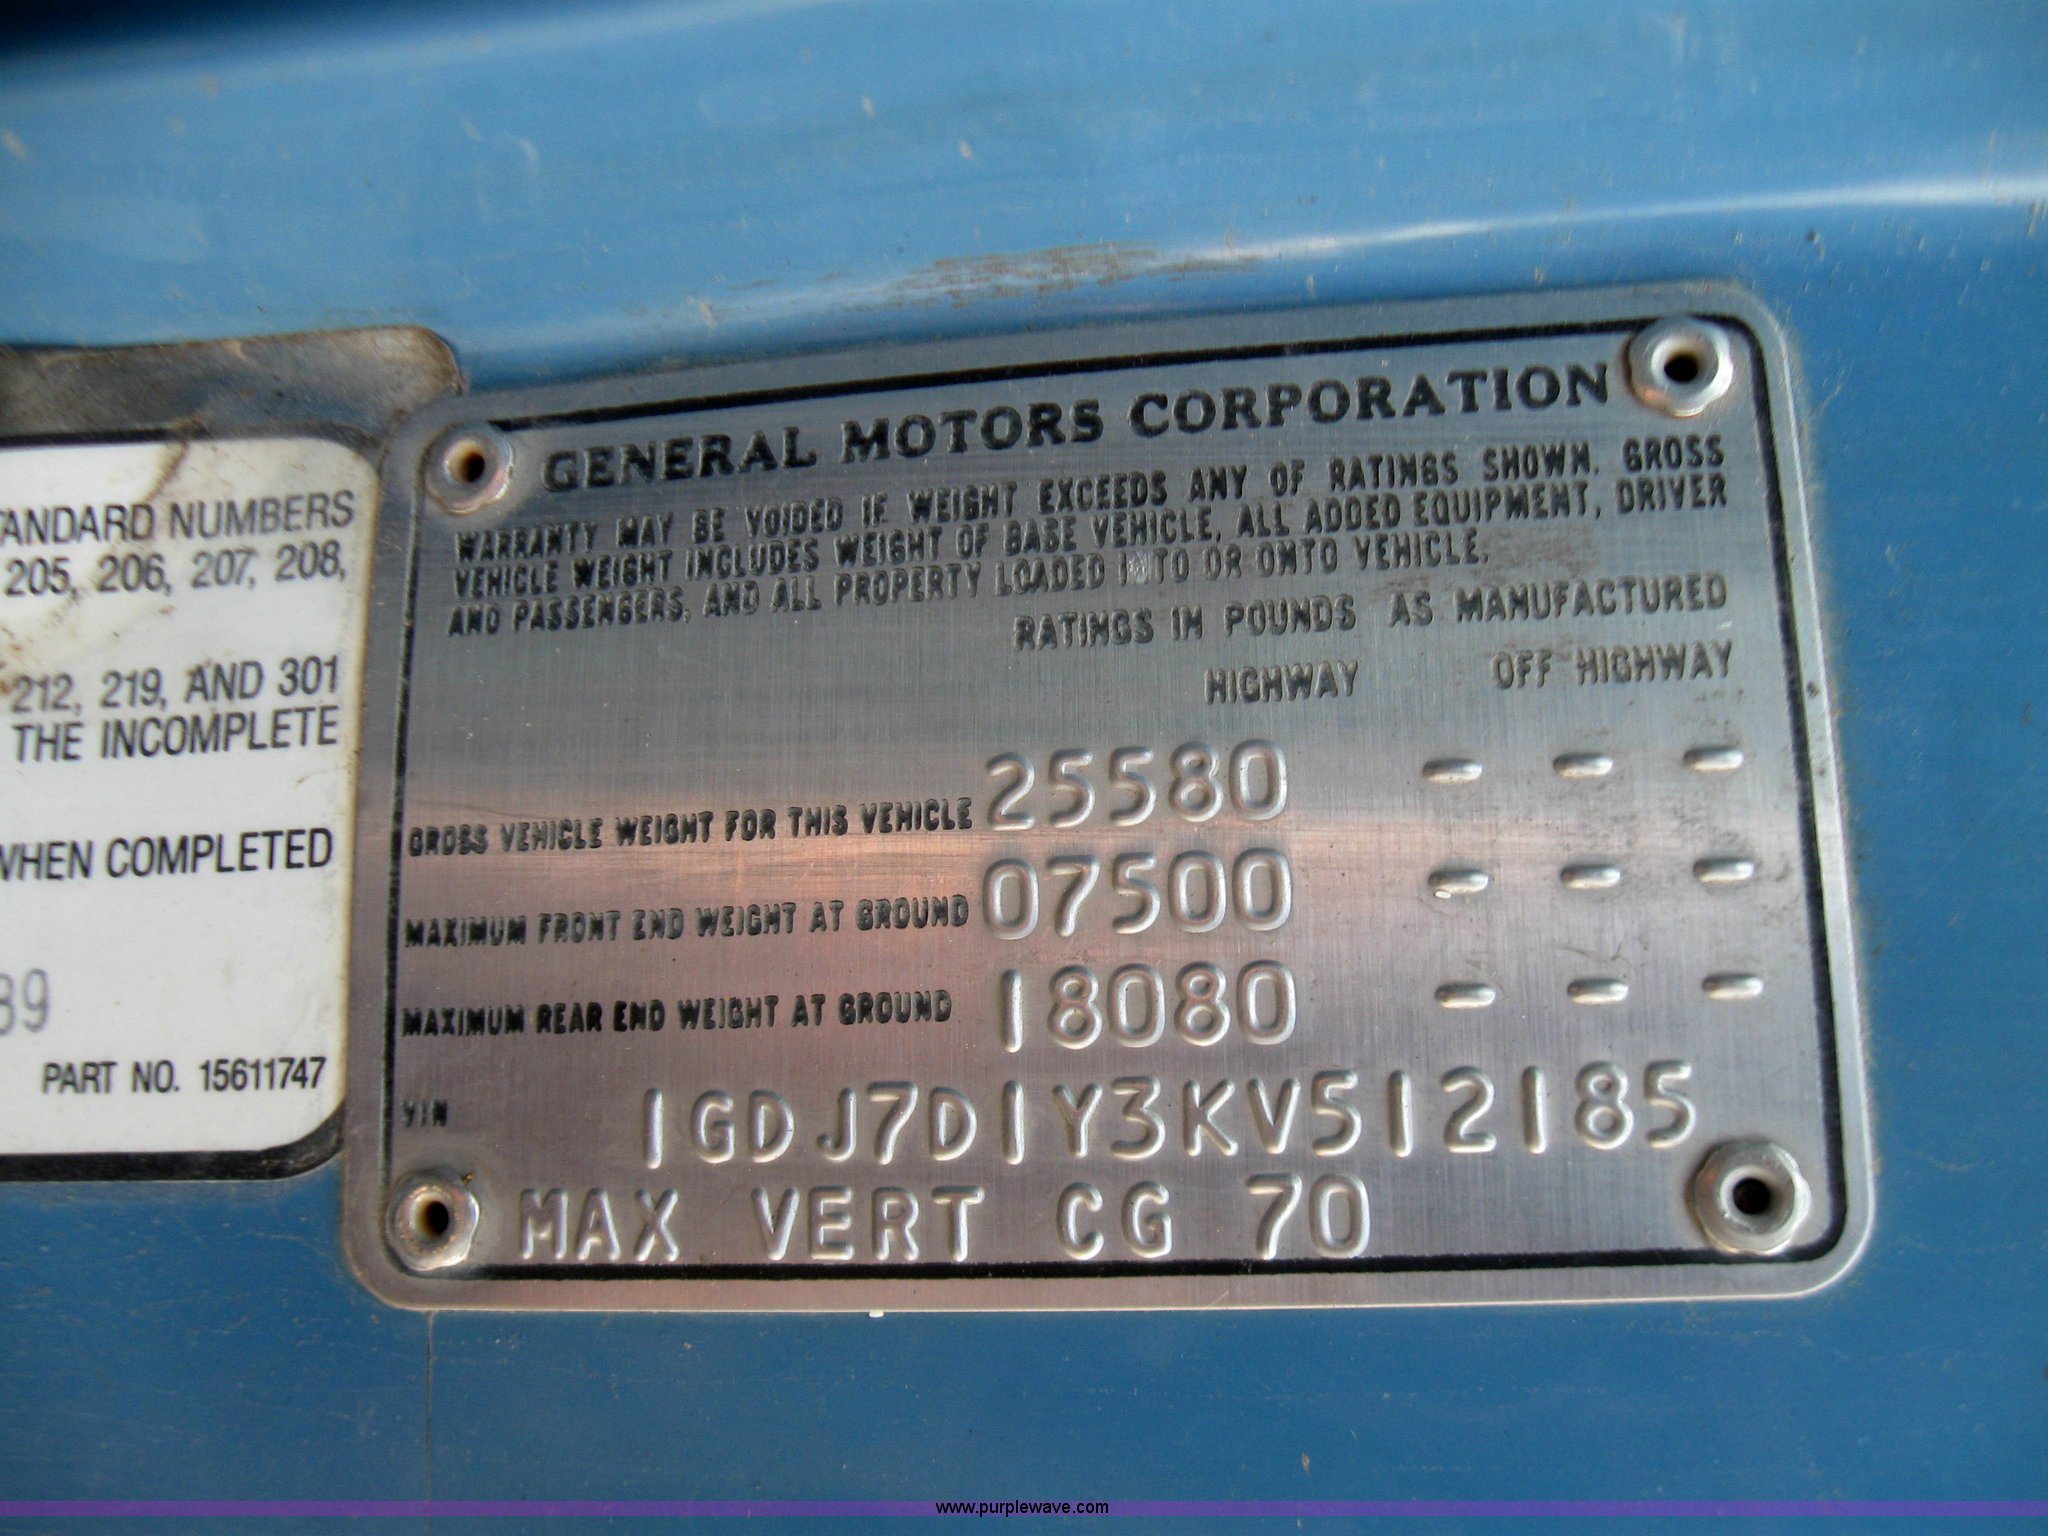 TANDARD NUMBERS
205, 206, 207, 208,
212, 219, AND 301
THE INCOMPLETE
WHEN COMPLETED
89
PART NO. 15611747
GENERAL MOTORS CORPORATION
WARRANTY MAY BE VOIDED IF WEIGHT EXCEEDS ANY OF RATINGS SHOWN. GROSS
VEHICLE WEIGHT INCLUDES WEIGHT OF BASE VEHICLE, ALL ADDED EQUIPMENT, DRIVER
AND PASSENGERS, AND ALL PROPERTY LOADED INTO OR ONTO VEHICLE.
RATINGS IN POUNDS AS MANUFACTURED
HIGHWAY OFF HIGHWAY
GROSS VEHICLE WEIGHT FOR THIS VEHICLE 25580 - - -
MAXIMUM FRONT END WEIGHT AT GROUND 07500 - - -
MAXIMUM REAR END WEIGHT AT GROUND 18080 - - -
VIN 1GDJ7D1Y3KV512185
MAX VERT CG 70
www.purplewave.com